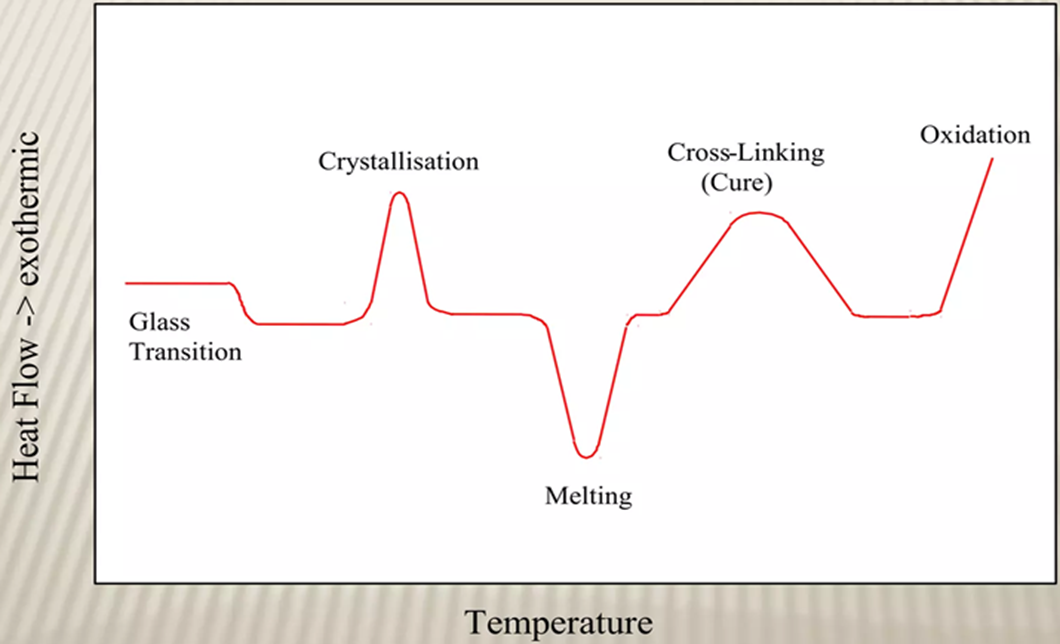 Heat Flow -> exothermic
Crystallisation
Cross-Linking
(Cure)
Oxidation
Glass
Transition
Melting
Temperature